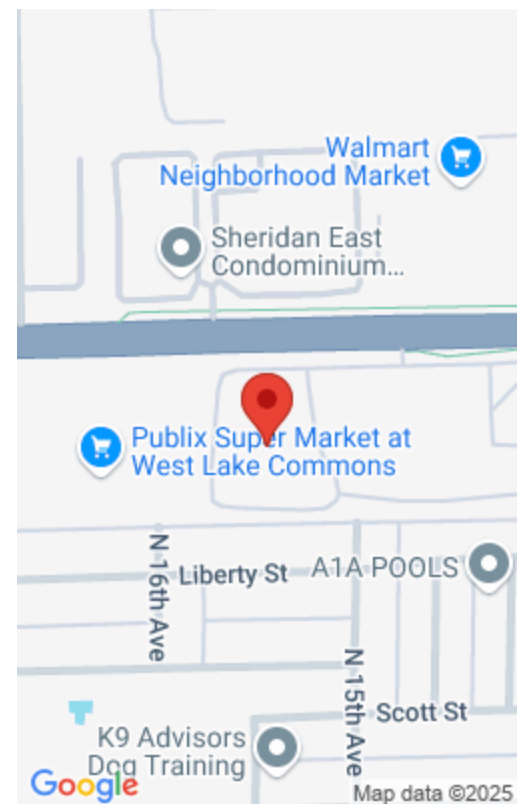 Walmart
Neighborhood Market
Sheridan East
Condominium...
Publix Super Market at
West Lake Commons
N 16th Ave
Liberty St
A1A POOLS
N 15th Ave
Scott St
K9 Advisors
Dog Training
Google
Map data ©2025